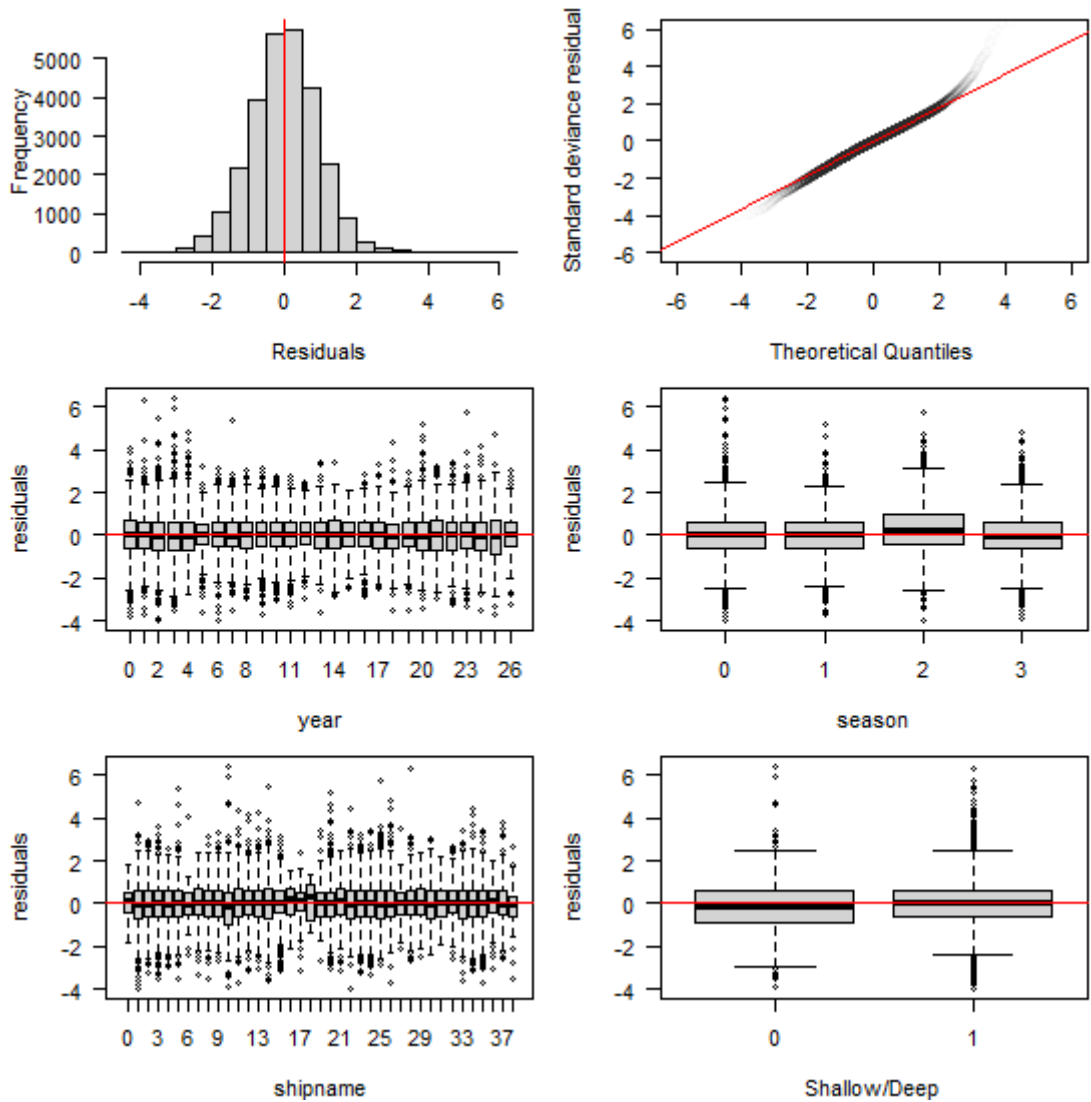 Frequency
5000
4000
3000
2000
1000
0
-4 -2 0 2 4 6
Residuals
Standard deviance residual
6
4
2
0
-2
-4
-6
-6 -4 -2 0 2 4 6
Theoretical Quantiles
residuals
6
4
2
0
-2
-4
0 2 4 6 8 11 14 17 20 23 26
year
residuals
6
4
2
0
-2
-4
0 1 2 3
season
residuals
6
4
2
0
-2
-4
0 3 6 9 13 17 21 25 29 33 37
shipname
residuals
6
4
2
0
-2
-4
0 1
Shallow/Deep